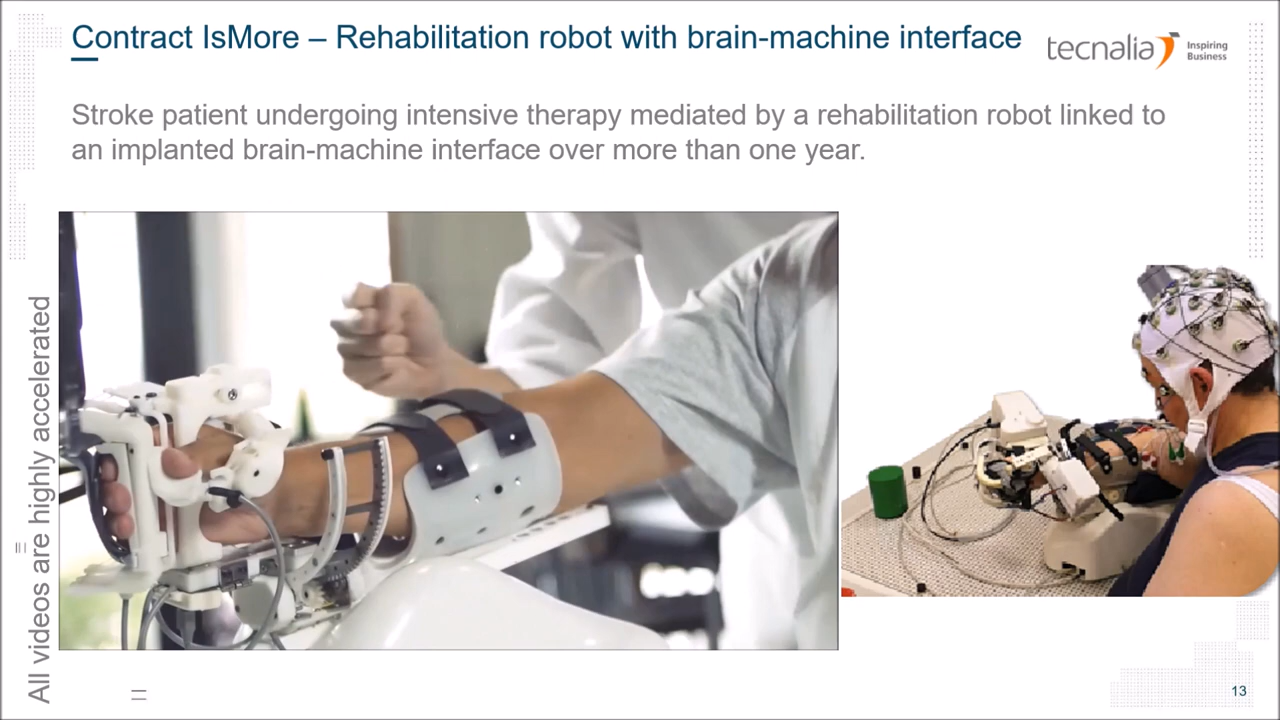 Contract IsMore – Rehabilitation robot with brain-machine interface
tecnalia
Inspiring
Business
Stroke patient undergoing intensive therapy mediated by a rehabilitation robot linked to
an implanted brain-machine interface over more than one year.
All videos are highly accelerated
13